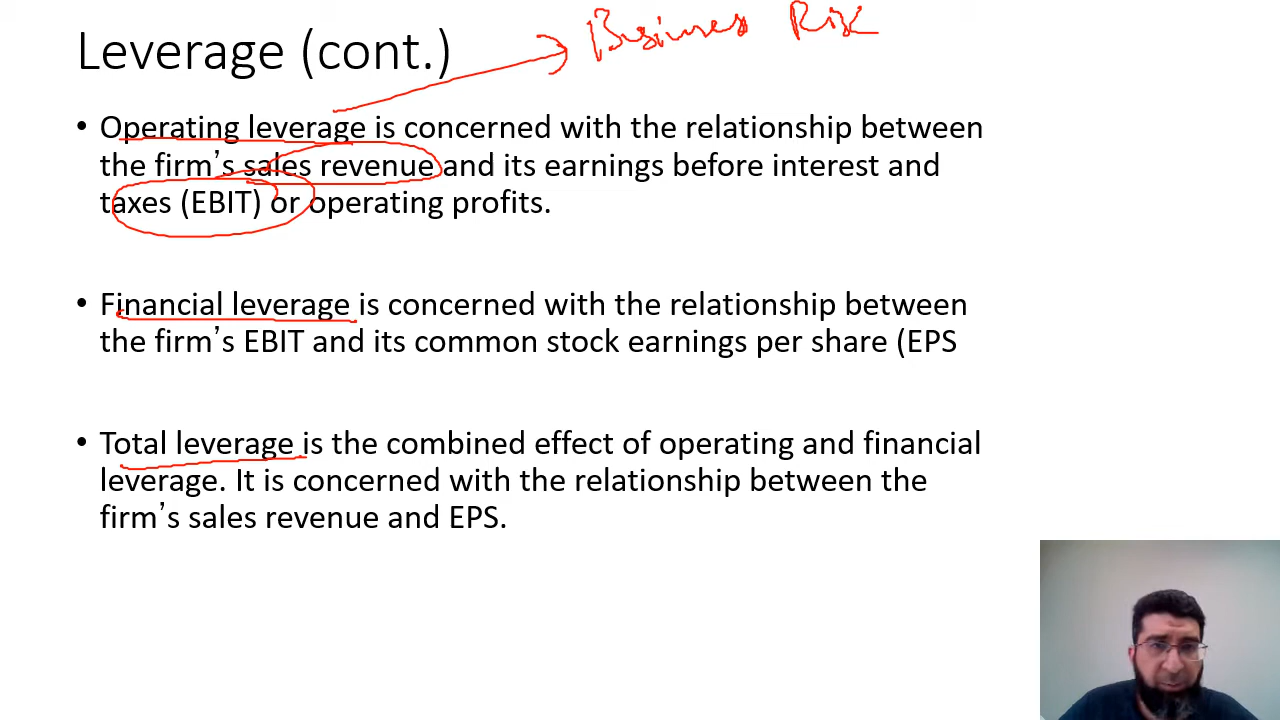 Leverage (cont.)
Business Risk
• Operating leverage is concerned with the relationship between
the firm’s sales revenue and its earnings before interest and
taxes (EBIT) or operating profits.
• Financial leverage is concerned with the relationship between
the firm’s EBIT and its common stock earnings per share (EPS
• Total leverage is the combined effect of operating and financial
leverage. It is concerned with the relationship between the
firm’s sales revenue and EPS.